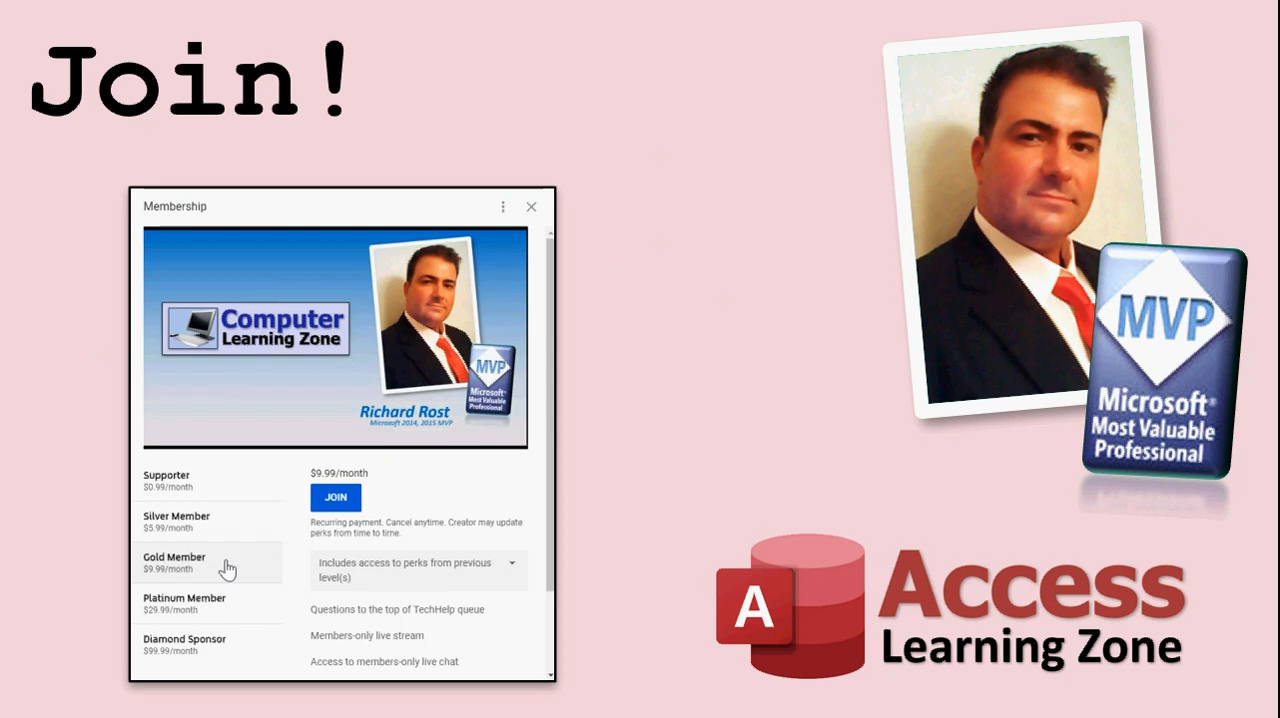 Join!
Membership
Computer
Learning Zone
MVP
Microsoft®
Most Valuable
Professional
Richard Rost
Microsoft 2014, 2015 MVP
Supporter
$0.99/month
Silver Member
$5.99/month
Gold Member
$9.99/month
Platinum Member
$29.99/month
Diamond Sponsor
$99.99/month
$9.99/month
JOIN
Recurring payment. Cancel anytime. Creator may update
perks from time to time.
Includes access to perks from previous
level(s)
Questions to the top of TechHelp queue
Members-only live stream
Access to members-only live chat
MVP
Microsoft®
Most Valuable
Professional
A
Access
Learning Zone